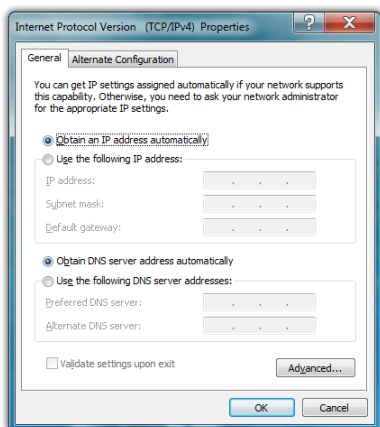 Internet Protocol Version (TCP/IPv4) Properties
General
Alternate Configuration
You can get IP settings assigned automatically if your network supports
this capability. Otherwise, you need to ask your network administrator
for the appropriate IP settings.
Obtain an IP address automatically
Use the following IP address:
IP address:
Subnet mask:
Default gateway:
Obtain DNS server address automatically
Use the following DNS server addresses:
Preferred DNS server:
Alternate DNS server:
Validate settings upon exit
Advanced...
OK
Cancel